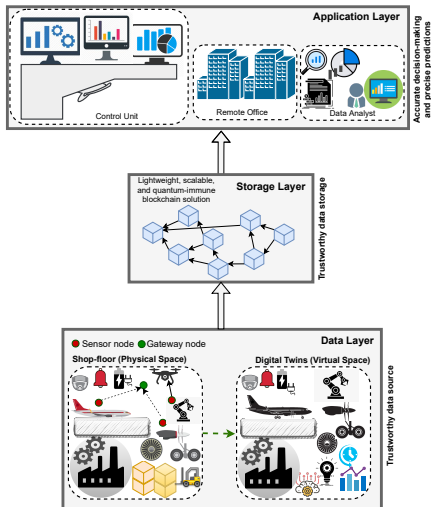 Application Layer
Control Unit
Remote Office
Data Analyst
Accurate decision-making
and precise predictions
Lightweight, scalable,
and quantum-immune
blockchain solution
Storage Layer
Trustworthy data storage
Data Layer
Sensor node
Gateway node
Shop-floor (Physical Space)
Digital Twins (Virtual Space)
Trustworthy data source